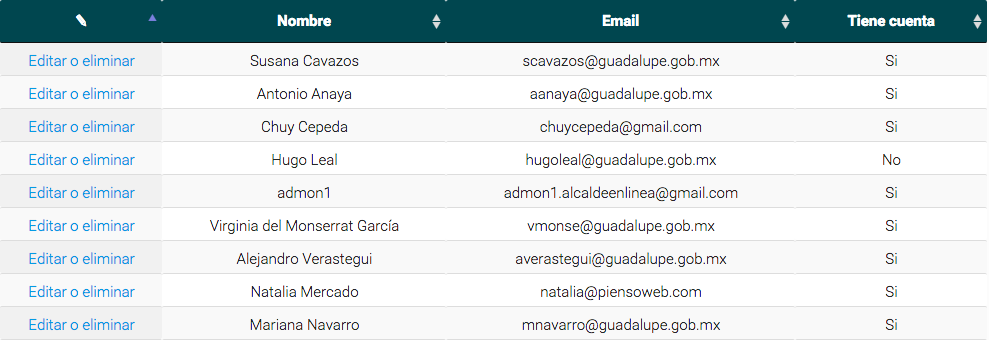 Nombre Email Tiene cuenta
Editar o eliminar Susana Cavazos scavazos@guadalupe.gob.mx Si
Editar o eliminar Antonio Anaya aanaya@guadalupe.gob.mx Si
Editar o eliminar Chuy Cepeda chuycepeda@gmail.com Si
Editar o eliminar Hugo Leal hugoleal@guadalupe.gob.mx No
Editar o eliminar admon1 admon1.alcaldeenlinea@gmail.com Si
Editar o eliminar Virginia del Monserrat García vmonse@guadalupe.gob.mx Si
Editar o eliminar Alejandro Verastegui averastegui@guadalupe.gob.mx Si
Editar o eliminar Natalia Mercado natalia@piensoweb.com Si
Editar o eliminar Mariana Navarro mnavarro@guadalupe.gob.mx Si